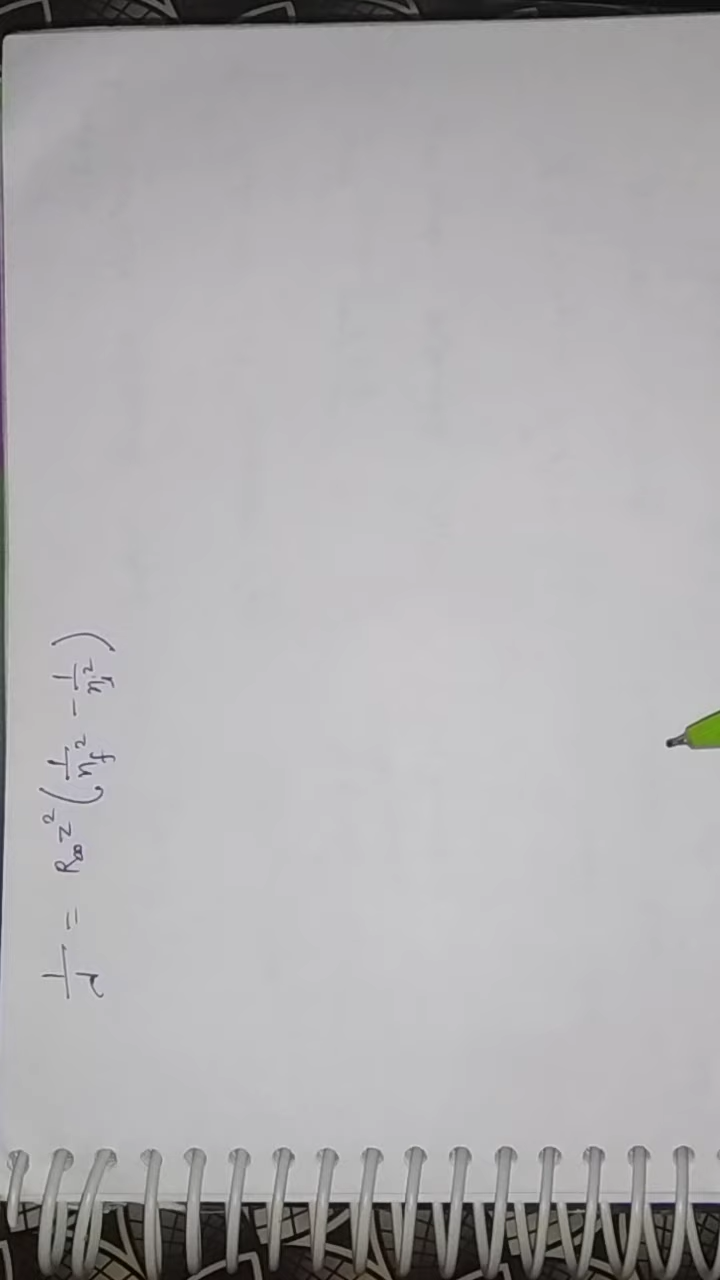 1/λ = R∞ z² (1/n_f² - 1/n_i²)